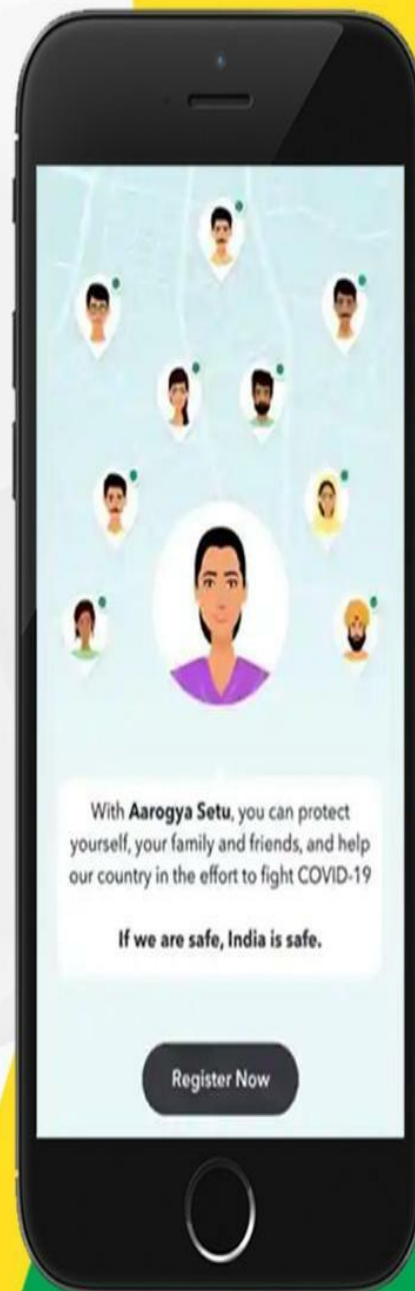 With Aarogya Setu, you can protect
yourself, your family and friends, and help
our country in the effort to fight COVID-19
If we are safe, India is safe.
Register Now